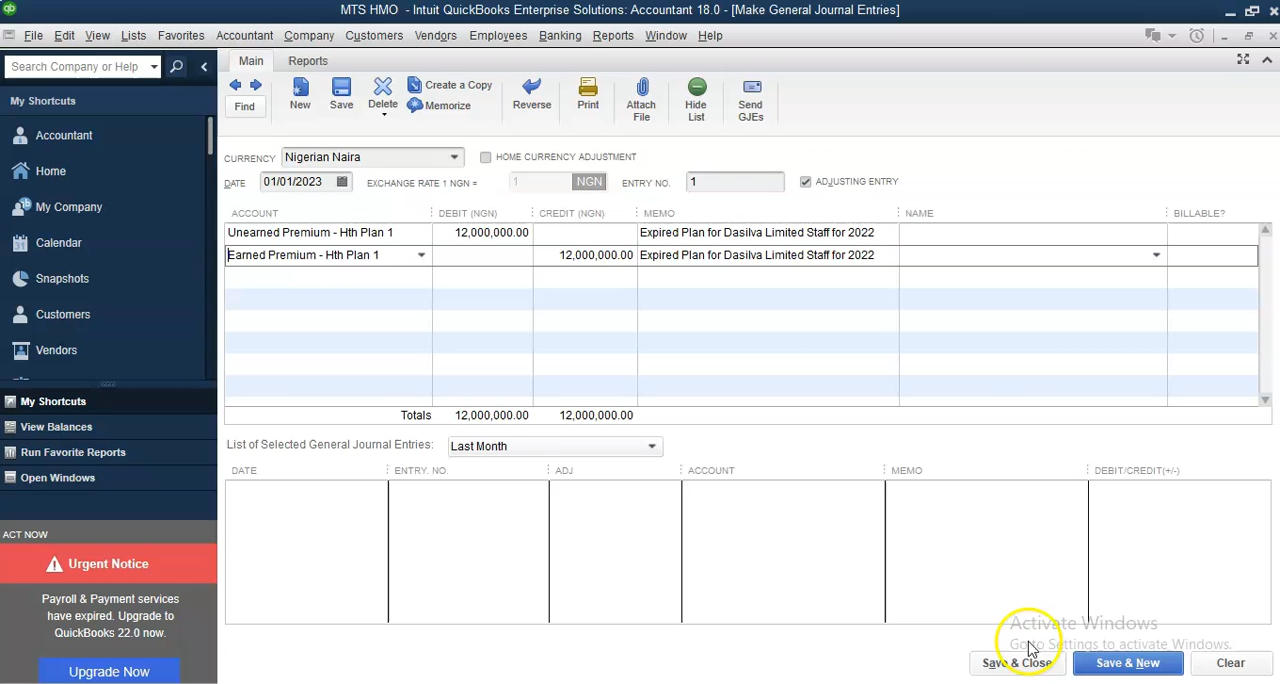 MTS HMO - Intuit QuickBooks Enterprise Solutions: Accountant 18.0 - [Make General Journal Entries]
File Edit View Lists Favorites Accountant Company Customers Vendors Employees Banking Reports Window Help
Search Company or Help
Main Reports
My Shortcuts
Accountant
Home
My Company
Calendar
Snapshots
Customers
Vendors
My Shortcuts
View Balances
Run Favorite Reports
Open Windows
ACT NOW
Urgent Notice
Payroll & Payment services
have expired. Upgrade to
QuickBooks 22.0 now.
Upgrade Now
Find
New
Save
Delete
Create a Copy
Memorize
Reverse
Print
Attach
File
Hide
List
Send
GJEs
CURRENCY Nigerian Naira HOME CURRENCY ADJUSTMENT
DATE 01/01/2023 EXCHANGE RATE 1 NGN = 1 NGN ENTRY NO. 1 ADJUSTING ENTRY
ACCOUNT DEBIT (NGN) CREDIT (NGN) MEMO NAME BILLABLE?
Unearned Premium - Hth Plan 1 12,000,000.00 Expired Plan for Dasilva Limited Staff for 2022
Earned Premium - Hth Plan 1 12,000,000.00 Expired Plan for Dasilva Limited Staff for 2022
Totals 12,000,000.00 12,000,000.00
List of Selected General Journal Entries: Last Month
DATE ENTRY. NO. ADJ ACCOUNT MEMO DEBIT/CREDIT(+/-)
Activate Windows
Go to Settings to activate Windows.
Save & Close Save & New Clear